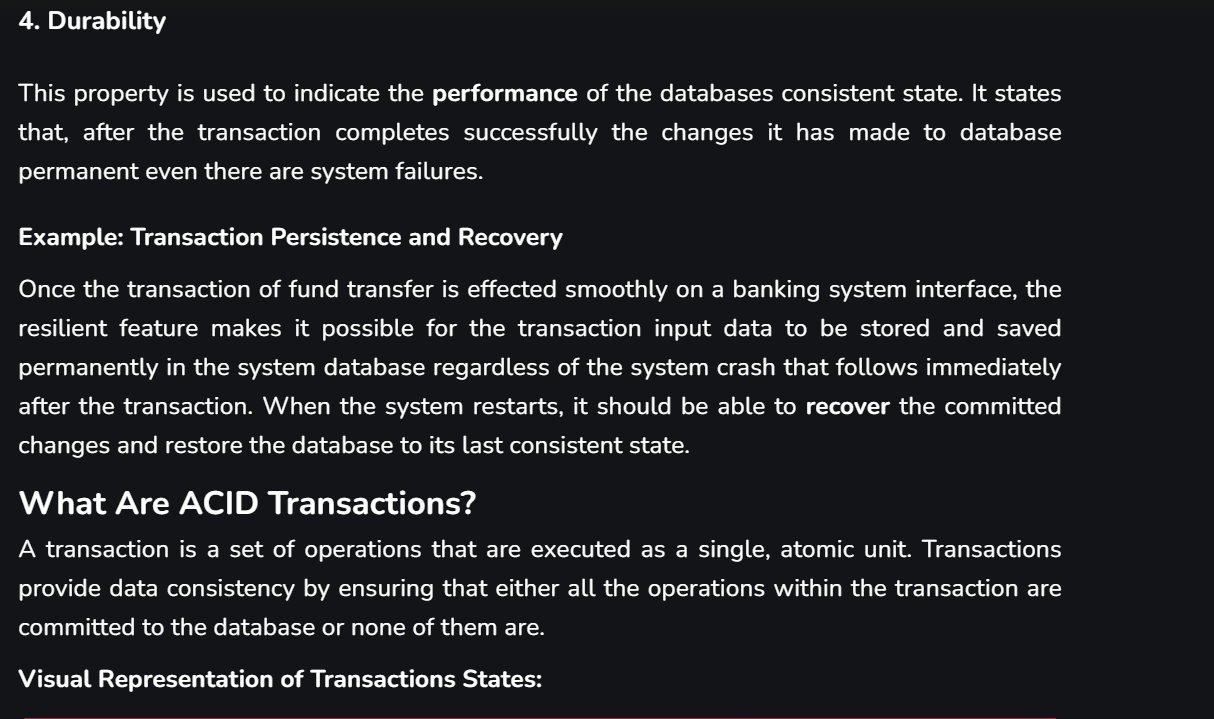 4. Durability
This property is used to indicate the performance of the databases consistent state. It states
that, after the transaction completes successfully the changes it has made to database
permanent even there are system failures.
Example: Transaction Persistence and Recovery
Once the transaction of fund transfer is effected smoothly on a banking system interface, the
resilient feature makes it possible for the transaction input data to be stored and saved
permanently in the system database regardless of the system crash that follows immediately
after the transaction. When the system restarts, it should be able to recover the committed
changes and restore the database to its last consistent state.
What Are ACID Transactions?
A transaction is a set of operations that are executed as a single, atomic unit. Transactions
provide data consistency by ensuring that either all the operations within the transaction are
committed to the database or none of them are.
Visual Representation of Transactions States: